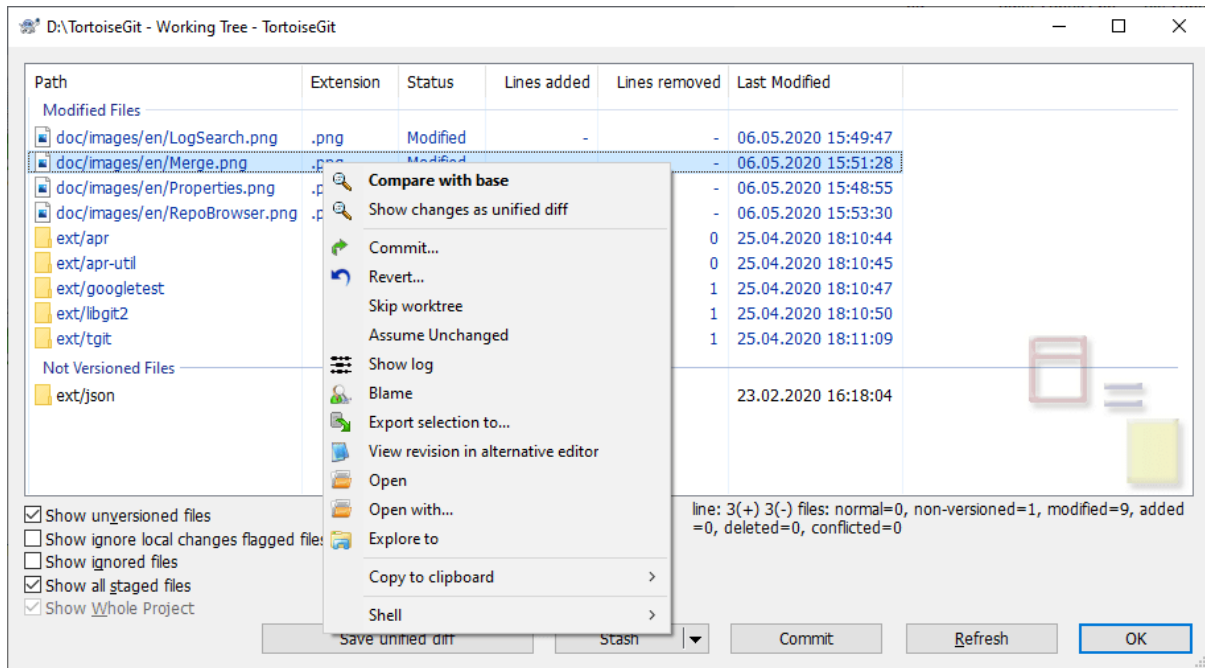 D:\TortoiseGit - Working Tree - TortoiseGit
Path Extension Status Lines added Lines removed Last Modified
Modified Files
doc/images/en/LogSearch.png .png Modified - - 06.05.2020 15:49:47
doc/images/en/Merge.png .png Modified - 06.05.2020 15:51:28
doc/images/en/Properties.png - 06.05.2020 15:48:55
doc/images/en/RepoBrowser.png - 06.05.2020 15:53:30
ext/apr 0 25.04.2020 18:10:44
ext/apr-util 0 25.04.2020 18:10:45
ext/googletest 1 25.04.2020 18:10:47
ext/libgit2 1 25.04.2020 18:10:50
ext/tgit 1 25.04.2020 18:11:09
Not Versioned Files
ext/json 23.02.2020 16:18:04
Compare with base
Show changes as unified diff
Commit...
Revert...
Skip worktree
Assume Unchanged
Show log
Blame
Export selection to...
View revision in alternative editor
Open
Open with...
Explore to
Copy to clipboard
Shell
Show unversioned files
Show ignore local changes flagged files
Show ignored files
Show all staged files
Show Whole Project
line: 3(+) 3(-) files: normal=0, non-versioned=1, modified=9, added
=0, deleted=0, conflicted=0
Save unified diff Stash Commit Refresh OK